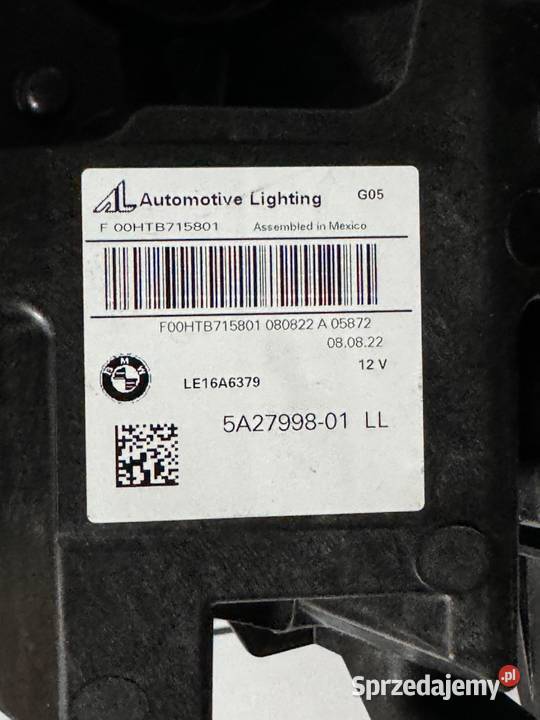 AL Automotive Lighting G05
F 00HTB715801 Assembled in Mexico
F00HTB715801 080822 A 05872
08.08.22
12 V
BMW
LE16A6379
5A27998-01 LL
Sprzedajemy.pl